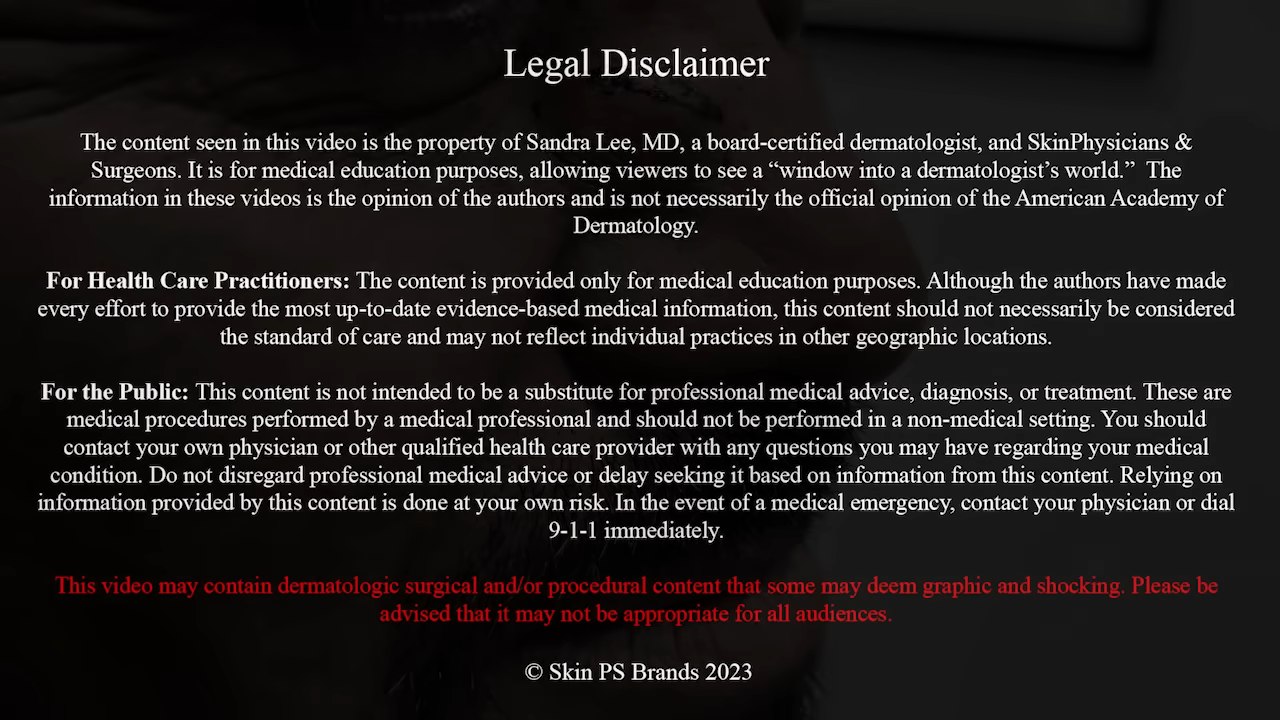 Legal Disclaimer
The content seen in this video is the property of Sandra Lee, MD, a board-certified dermatologist, and SkinPhysicians &
Surgeons. It is for medical education purposes, allowing viewers to see a “window into a dermatologist’s world.”  The
information in these videos is the opinion of the authors and is not necessarily the official opinion of the American Academy of
Dermatology.
For Health Care Practitioners: The content is provided only for medical education purposes. Although the authors have made
every effort to provide the most up-to-date evidence-based medical information, this content should not necessarily be considered
the standard of care and may not reflect individual practices in other geographic locations.
For the Public: This content is not intended to be a substitute for professional medical advice, diagnosis, or treatment. These are
medical procedures performed by a medical professional and should not be performed in a non-medical setting. You should
contact your own physician or other qualified health care provider with any questions you may have regarding your medical
condition. Do not disregard professional medical advice or delay seeking it based on information from this content. Relying on
information provided by this content is done at your own risk. In the event of a medical emergency, contact your physician or dial
9-1-1 immediately.
This video may contain dermatologic surgical and/or procedural content that some may deem graphic and shocking. Please be
advised that it may not be appropriate for all audiences.
© Skin PS Brands 2023